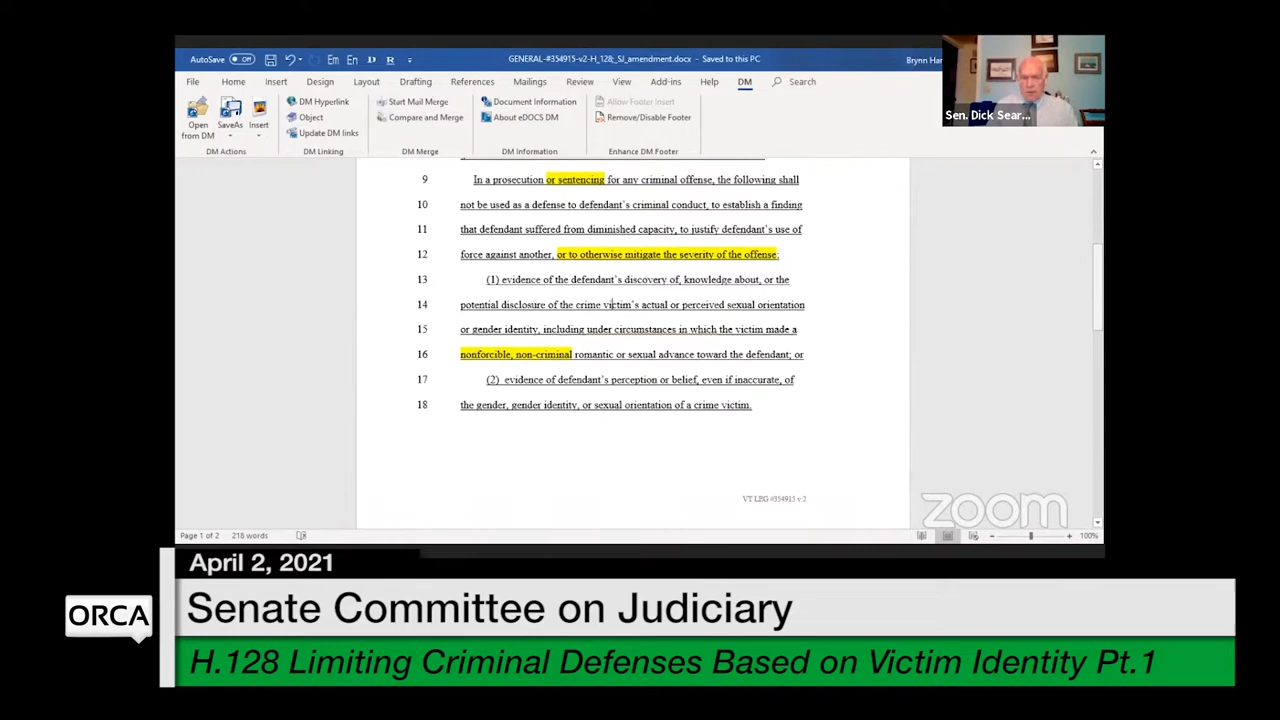 AutoSave Off Em En D R GENERAL-#354915-v2-H_128;_SJ_amendment.docx - Saved to this PC Brynn Har
File Home Insert Design Layout Drafting References Mailings Review View Add-ins Help DM Search
Open from DM SaveAs Insert
DM Hyperlink
Object
Update DM links
Start Mail Merge
Compare and Merge
Document Information
About eDOCS DM
Allow Footer Insert
Remove/Disable Footer
DM Actions DM Linking DM Merge DM Information Enhance DM Footer
Sen. Dick Sear...
9 In a prosecution or sentencing for any criminal offense, the following shall
10 not be used as a defense to defendant's criminal conduct, to establish a finding
11 that defendant suffered from diminished capacity, to justify defendant's use of
12 force against another, or to otherwise mitigate the severity of the offense:
13 (1) evidence of the defendant's discovery of, knowledge about, or the
14 potential disclosure of the crime victim's actual or perceived sexual orientation
15 or gender identity, including under circumstances in which the victim made a
16 nonforcible, non-criminal romantic or sexual advance toward the defendant; or
17 (2) evidence of defendant's perception or belief, even if inaccurate, of
18 the gender, gender identity, or sexual orientation of a crime victim.
VT LEG #354915 v.2
zoom
Page 1 of 2 218 words 100%
April 2, 2021
ORCA
Senate Committee on Judiciary
H.128 Limiting Criminal Defenses Based on Victim Identity Pt.1